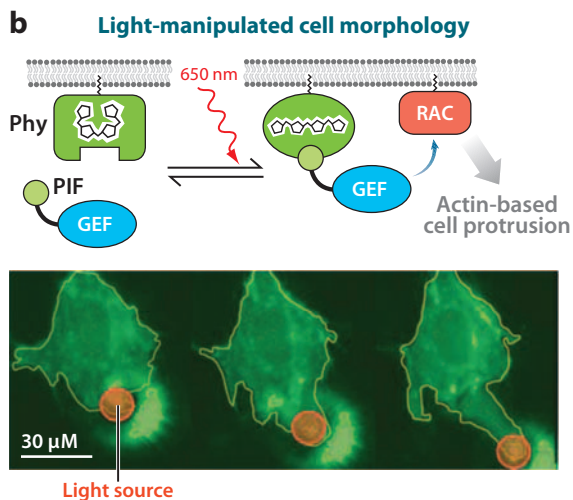 b Light-manipulated cell morphology
650 nm
Phy
RAC
PIF
GEF
GEF
Actin-based
cell protrusion
30 μM
Light source